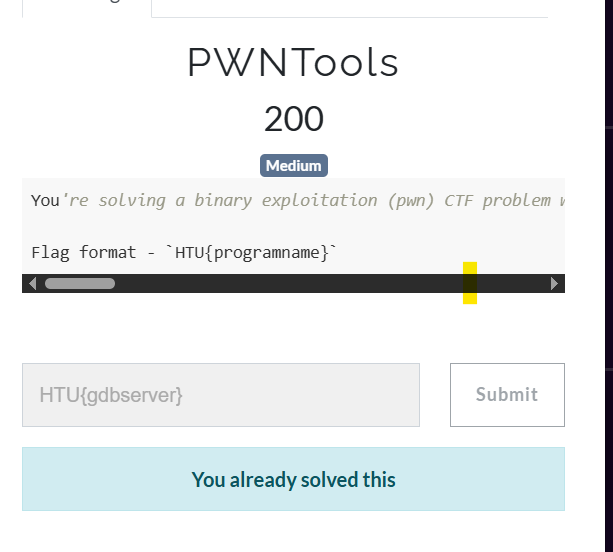 PWNTools
200
Medium
You're solving a binary exploitation (pwn) CTF problem
Flag format - `HTU{programname}`
HTU{gdbserver}
Submit
You already solved this